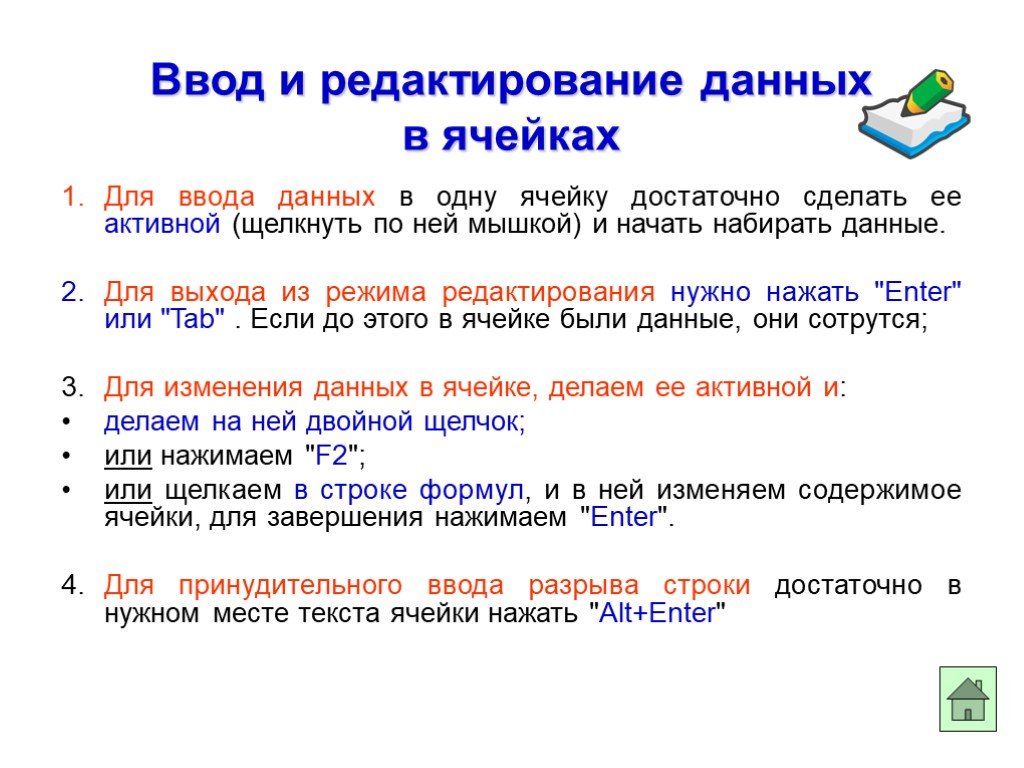 Ввод и редактирование данных
в ячейках
1. Для ввода данных в одну ячейку достаточно сделать ее
активной (щелкнуть по ней мышкой) и начать набирать данные.
2. Для выхода из режима редактирования нужно нажать "Enter"
или "Tab" . Если до этого в ячейке были данные, они сотрутся;
3. Для изменения данных в ячейке, делаем ее активной и:
• делаем на ней двойной щелчок;
• или нажимаем "F2";
• или щелкаем в строке формул, и в ней изменяем содержимое
ячейки, для завершения нажимаем "Enter".
4. Для принудительного ввода разрыва строки достаточно в
нужном месте текста ячейки нажать "Alt+Enter"